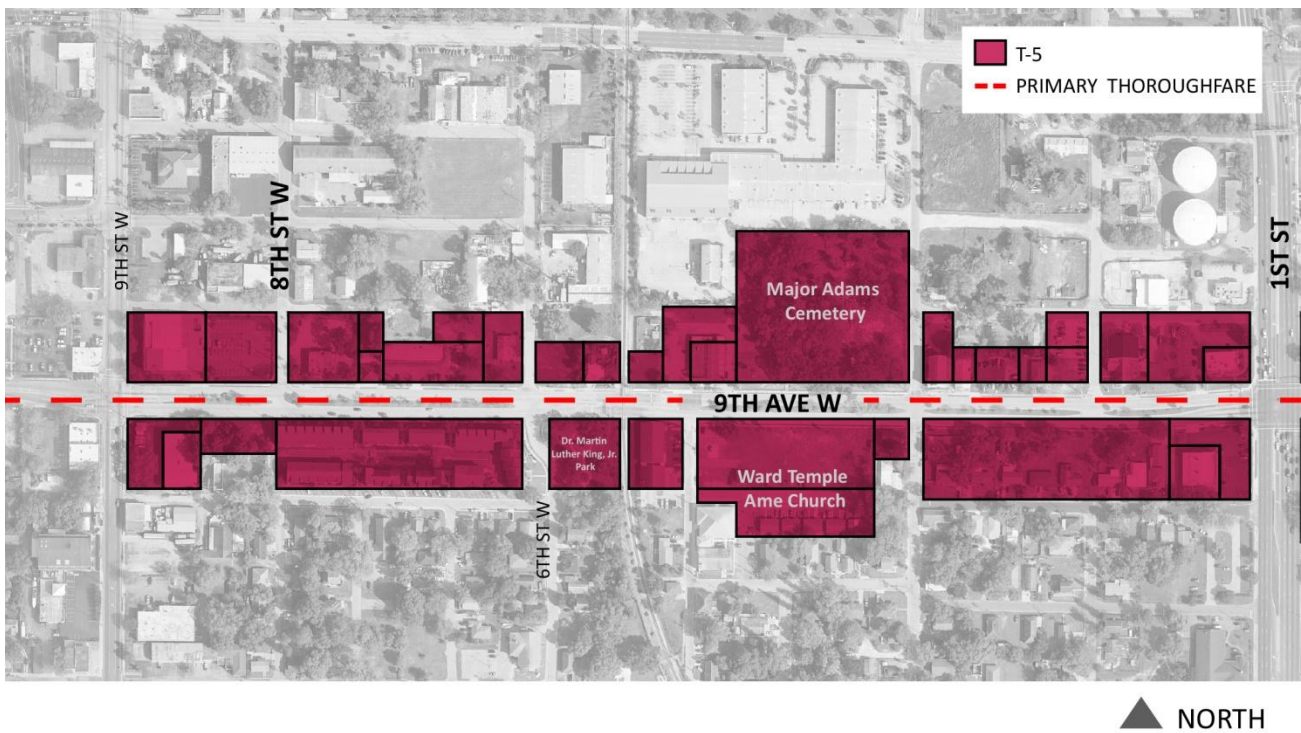 T-5
PRIMARY THOROUGHFARE
9TH ST W
8TH ST W
1ST ST
Major Adams
Cemetery
9TH AVE W
Dr. Martin
Luther King, Jr.
Park
Ward Temple
Ame Church
6TH ST W
NORTH